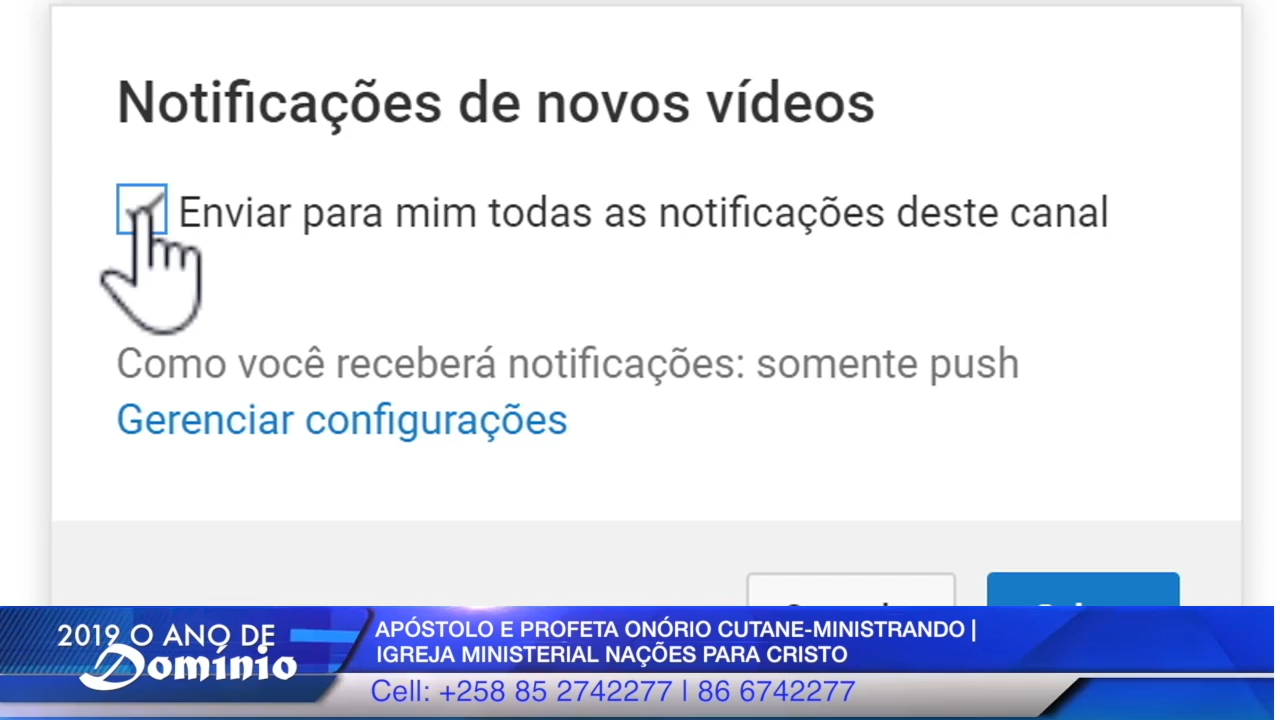 Notificações de novos vídeos
Enviar para mim todas as notificações deste canal
Como você receberá notificações: somente push
Gerenciar configurações
2019 O ANO DE
Domínio
APÓSTOLO E PROFETA ONÓRIO CUTANE-MINISTRANDO |
IGREJA MINISTERIAL NAÇÕES PARA CRISTO
Cell: +258 85 2742277 | 86 6742277